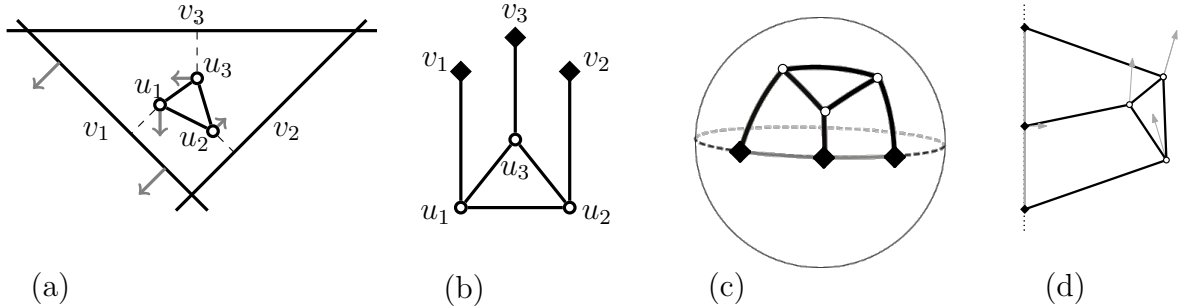 v₃
u₃
u₁
u₂
v₁
v₂
(a)
v₃
v₁
v₂
u₃
u₁
u₂
(b)
(c)
(d)